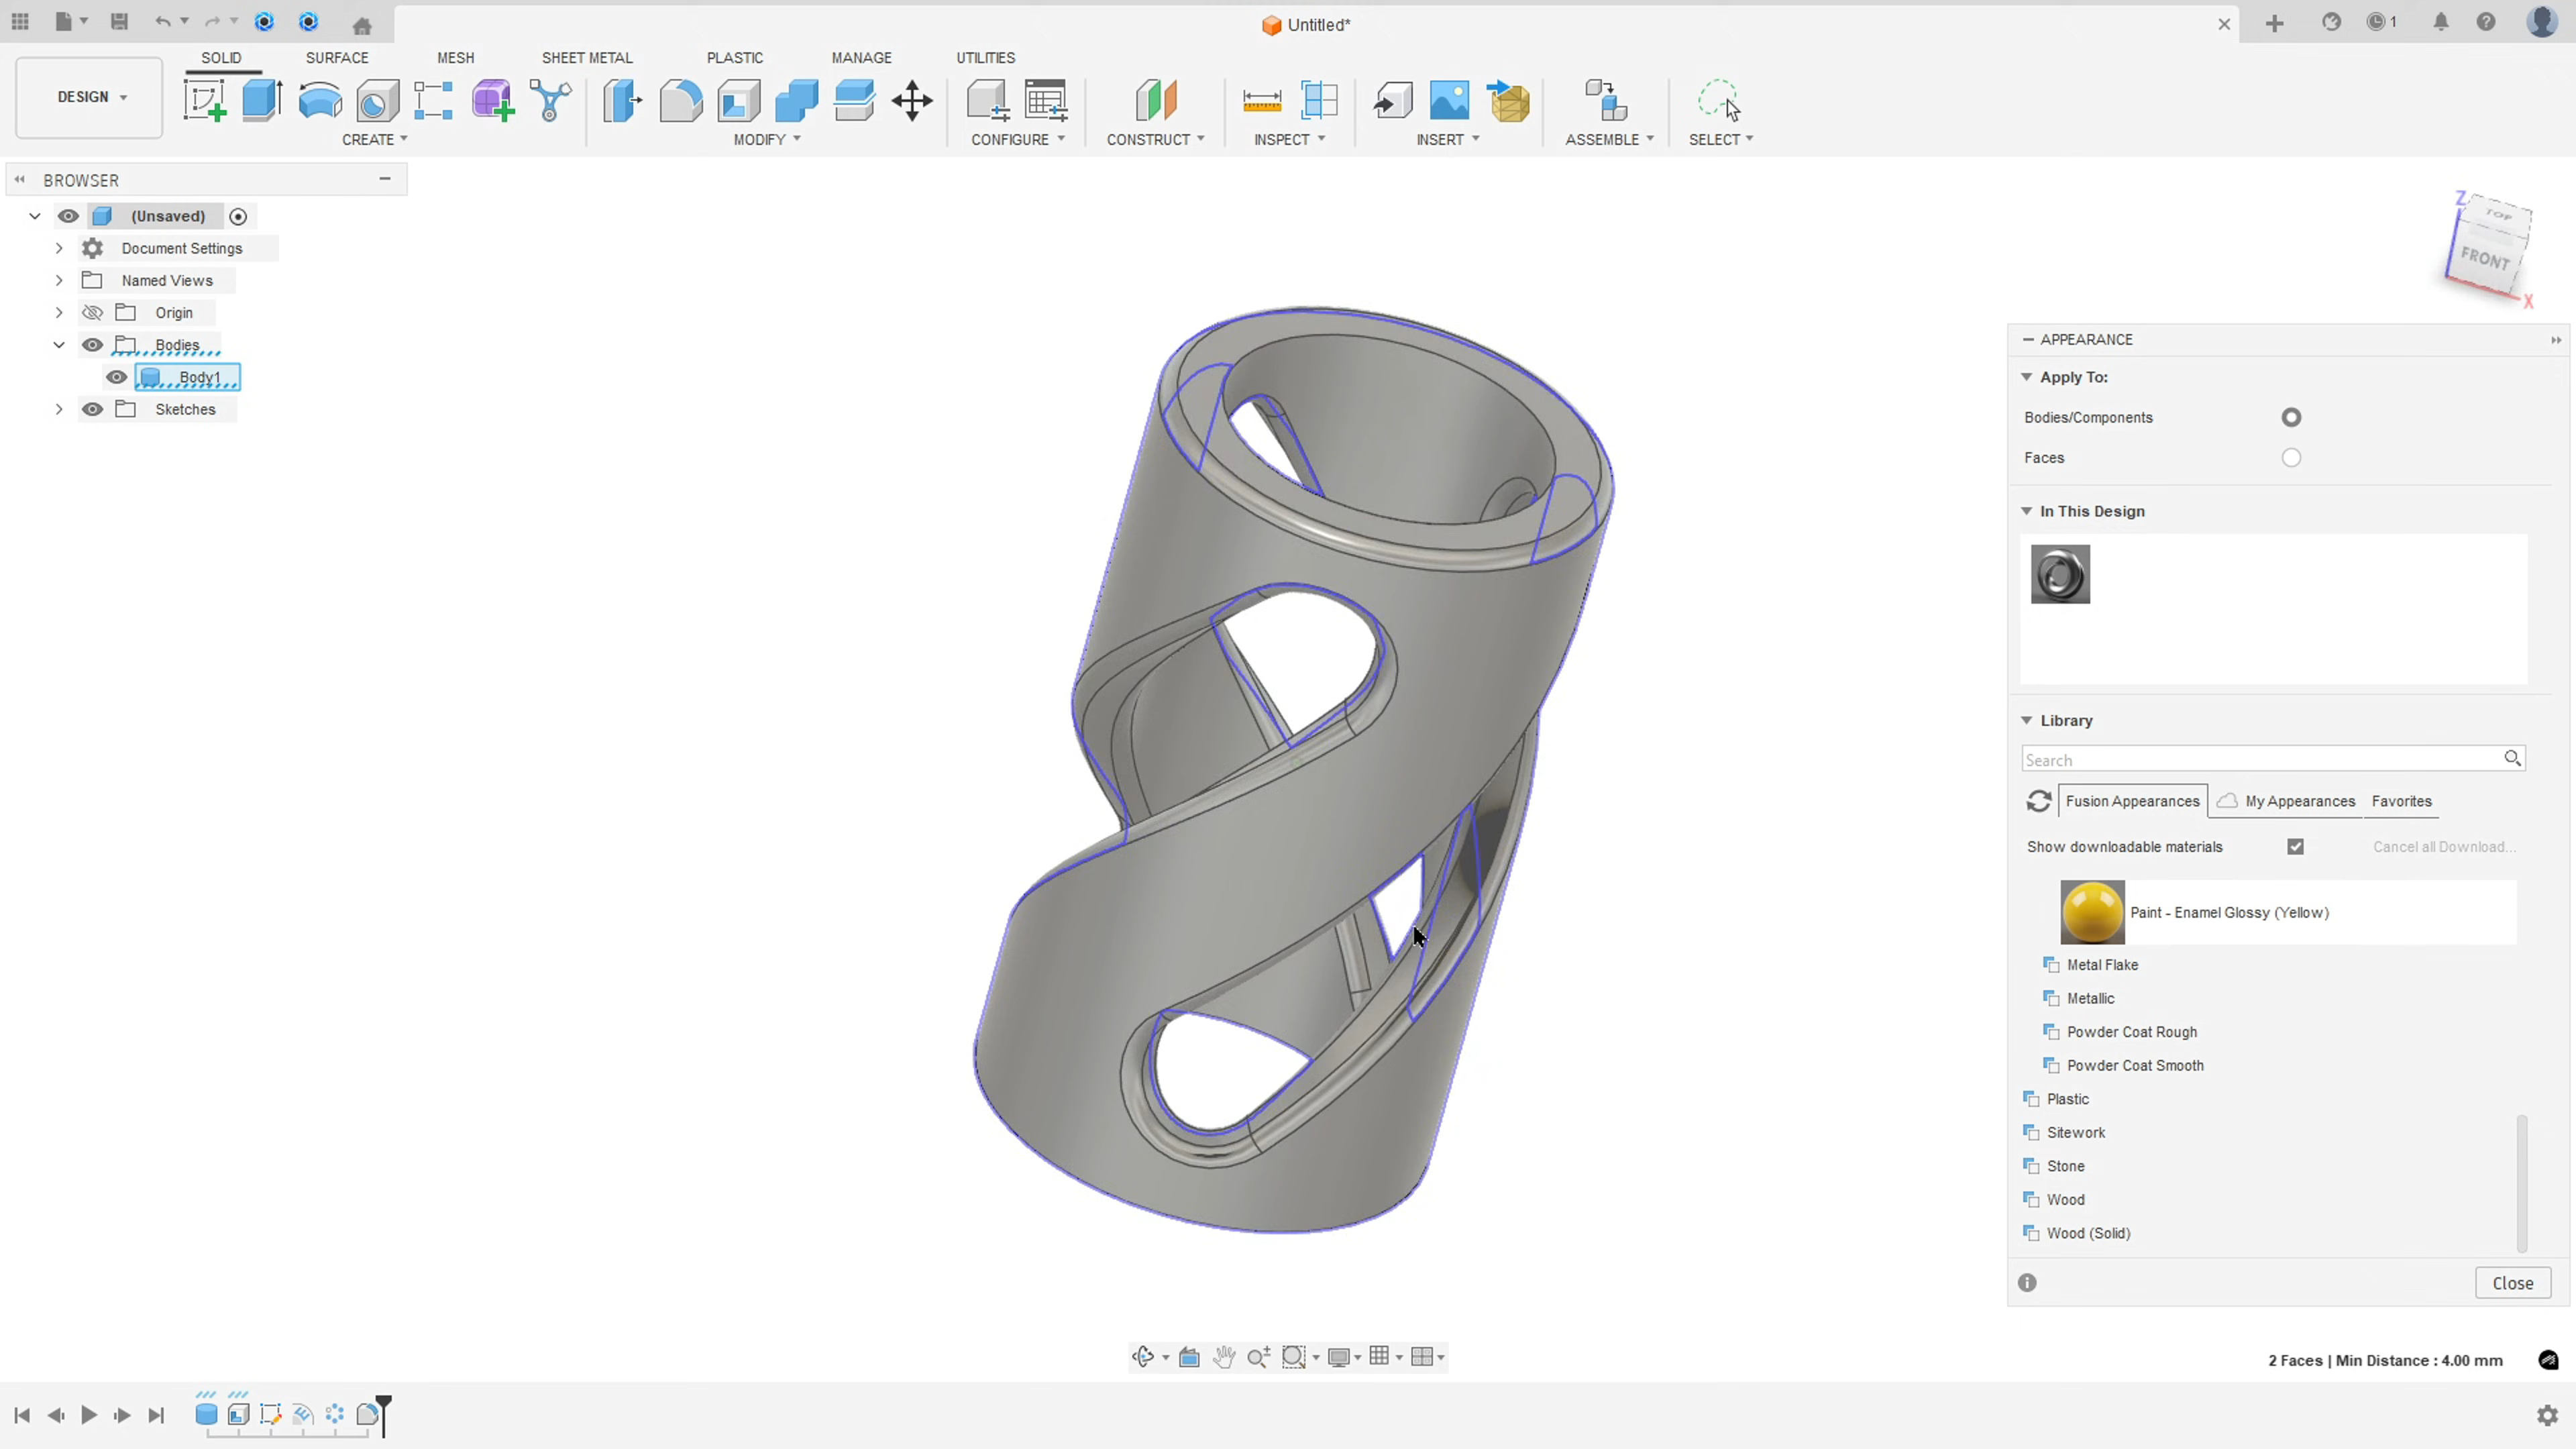 Untitled*
1
SOLID SURFACE MESH SHEET METAL PLASTIC MANAGE UTILITIES
DESIGN
CREATE MODIFY CONFIGURE CONSTRUCT INSPECT INSERT ASSEMBLE SELECT
BROWSER
(Unsaved)
Document Settings
Named Views
Origin
Bodies
Body1
Sketches
Z
TOP
FRONT
X
APPEARANCE
Apply To:
Bodies/Components
Faces
In This Design
Library
Search
Fusion Appearances My Appearances Favorites
Show downloadable materials Cancel all Download...
Paint - Enamel Glossy (Yellow)
Metal Flake
Metallic
Powder Coat Rough
Powder Coat Smooth
Plastic
Sitework
Stone
Wood
Wood (Solid)
Close
2 Faces | Min Distance : 4.00 mm